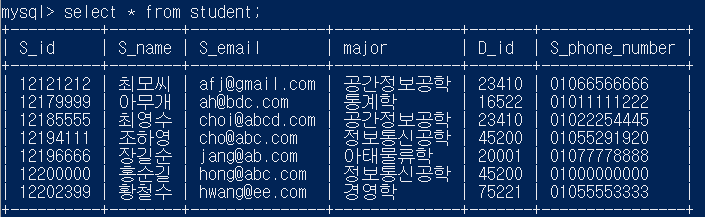 mysql> select * from student;
+----------+--------+---------------+--------------+-------+----------------+
| S_id | S_name | S_email | major | D_id | S_phone_number |
+----------+--------+---------------+--------------+-------+----------------+
| 12121212 | 최모씨 | afj@gmail.com | 공간정보공학 | 23410 | 01066566666 |
| 12179999 | 아무개 | ah@bdc.com | 통계학 | 16522 | 01011111222 |
| 12185555 | 최영수 | choi@abcd.com | 공간정보공학 | 23410 | 01022254445 |
| 12194111 | 조하영 | cho@abc.com | 정보통신공학 | 45200 | 01055291920 |
| 12196666 | 장길순 | jang@ab.com | 아태물류학 | 20001 | 01077778888 |
| 12200000 | 홍순길 | hong@abc.com | 정보통신공학 | 45200 | 01000000000 |
| 12202399 | 황철수 | hwang@ee.com | 경영학 | 75221 | 01055553333 |
+----------+--------+---------------+--------------+-------+----------------+